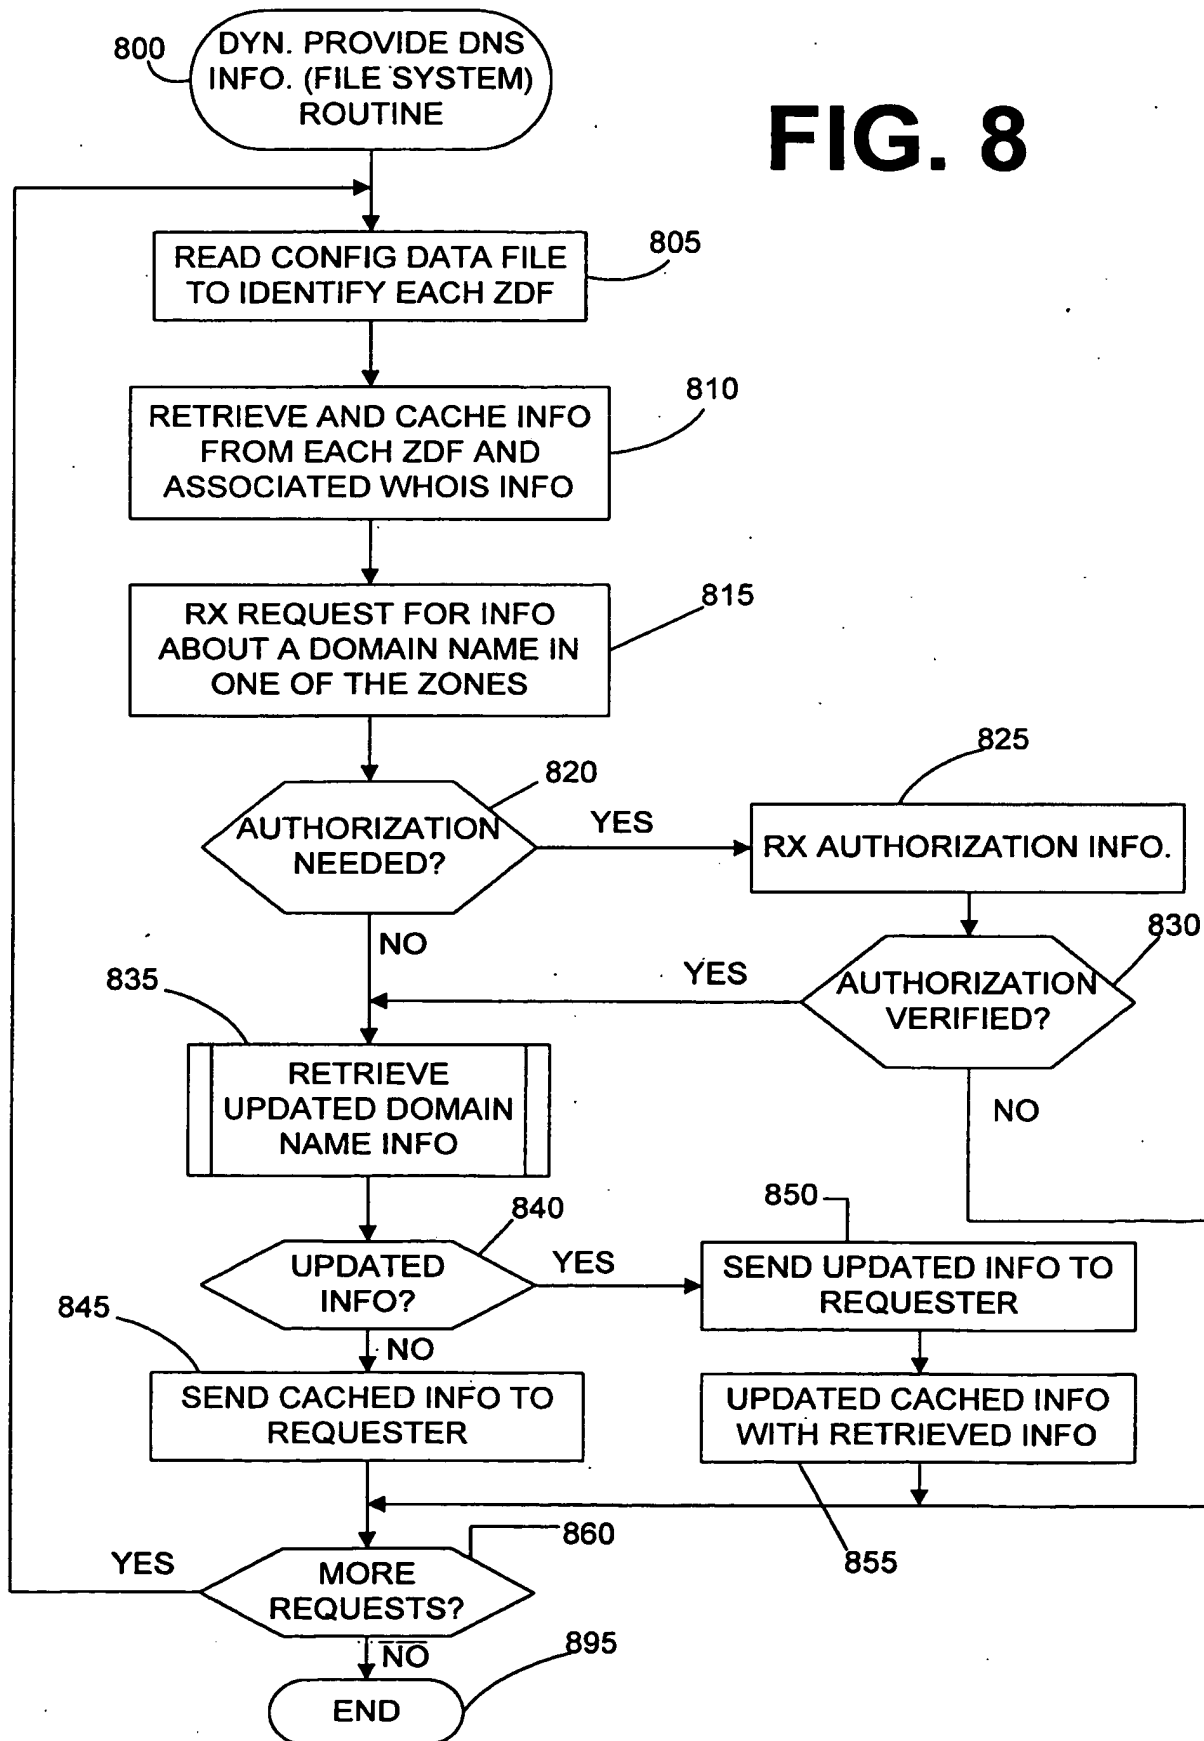 800
DYN. PROVIDE DNS
INFO. (FILE SYSTEM)
ROUTINE
FIG. 8
READ CONFIG DATA FILE
TO IDENTIFY EACH ZDF
805
RETRIEVE AND CACHE INFO
FROM EACH ZDF AND
ASSOCIATED WHOIS INFO
810
RX REQUEST FOR INFO
ABOUT A DOMAIN NAME IN
ONE OF THE ZONES
815
AUTHORIZATION
NEEDED?
820
YES
825
RX AUTHORIZATION INFO.
NO
830
AUTHORIZATION
VERIFIED?
YES
NO
835
RETRIEVE
UPDATED DOMAIN
NAME INFO
840
UPDATED
INFO?
YES
850
SEND UPDATED INFO TO
REQUESTER
845
NO
SEND CACHED INFO TO
REQUESTER
UPDATED CACHED INFO
WITH RETRIEVED INFO
855
860
YES
MORE
REQUESTS?
NO
895
END